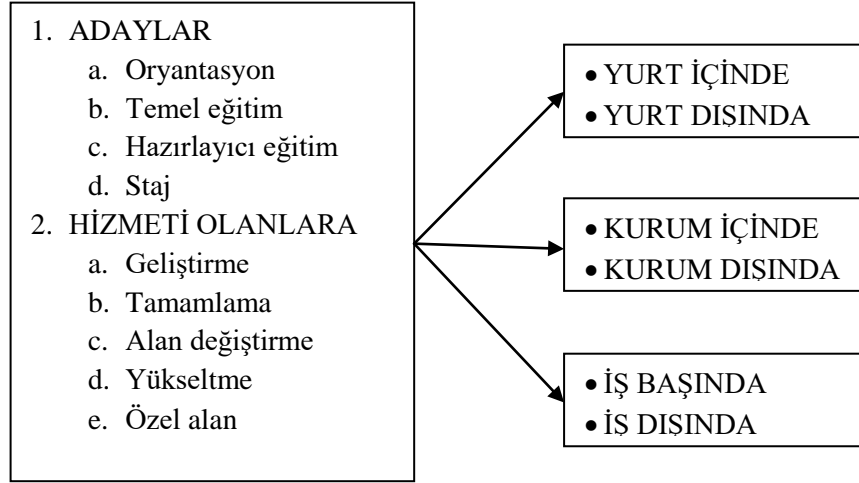 1. ADAYLAR
a. Oryantasyon
b. Temel eğitim
c. Hazırlayıcı eğitim
d. Staj
2. HİZMETİ OLANLARA
a. Geliştirme
b. Tamamlama
c. Alan değiştirme
d. Yükseltme
e. Özel alan
• YURT İÇİNDE
• YURT DIŞINDA
• KURUM İÇİNDE
• KURUM DIŞINDA
• İŞ BAŞINDA
• İŞ DIŞINDA